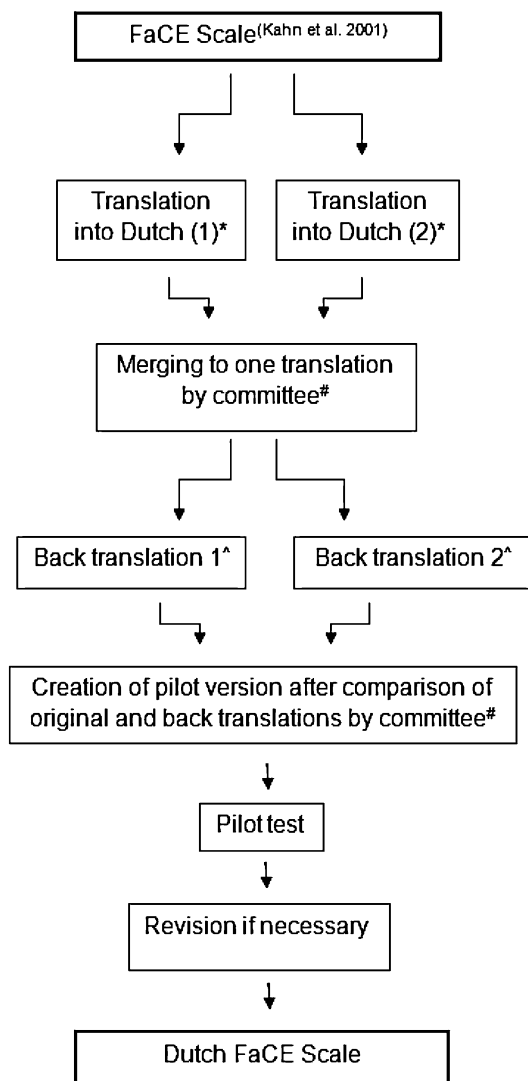 FaCE Scale(Kahn et al. 2001)
Translation
into Dutch (1)*
Translation
into Dutch (2)*
Merging to one translation
by committee#
Back translation 1^
Back translation 2^
Creation of pilot version after comparison of
original and back translations by committee#
Pilot test
Revision if necessary
Dutch FaCE Scale